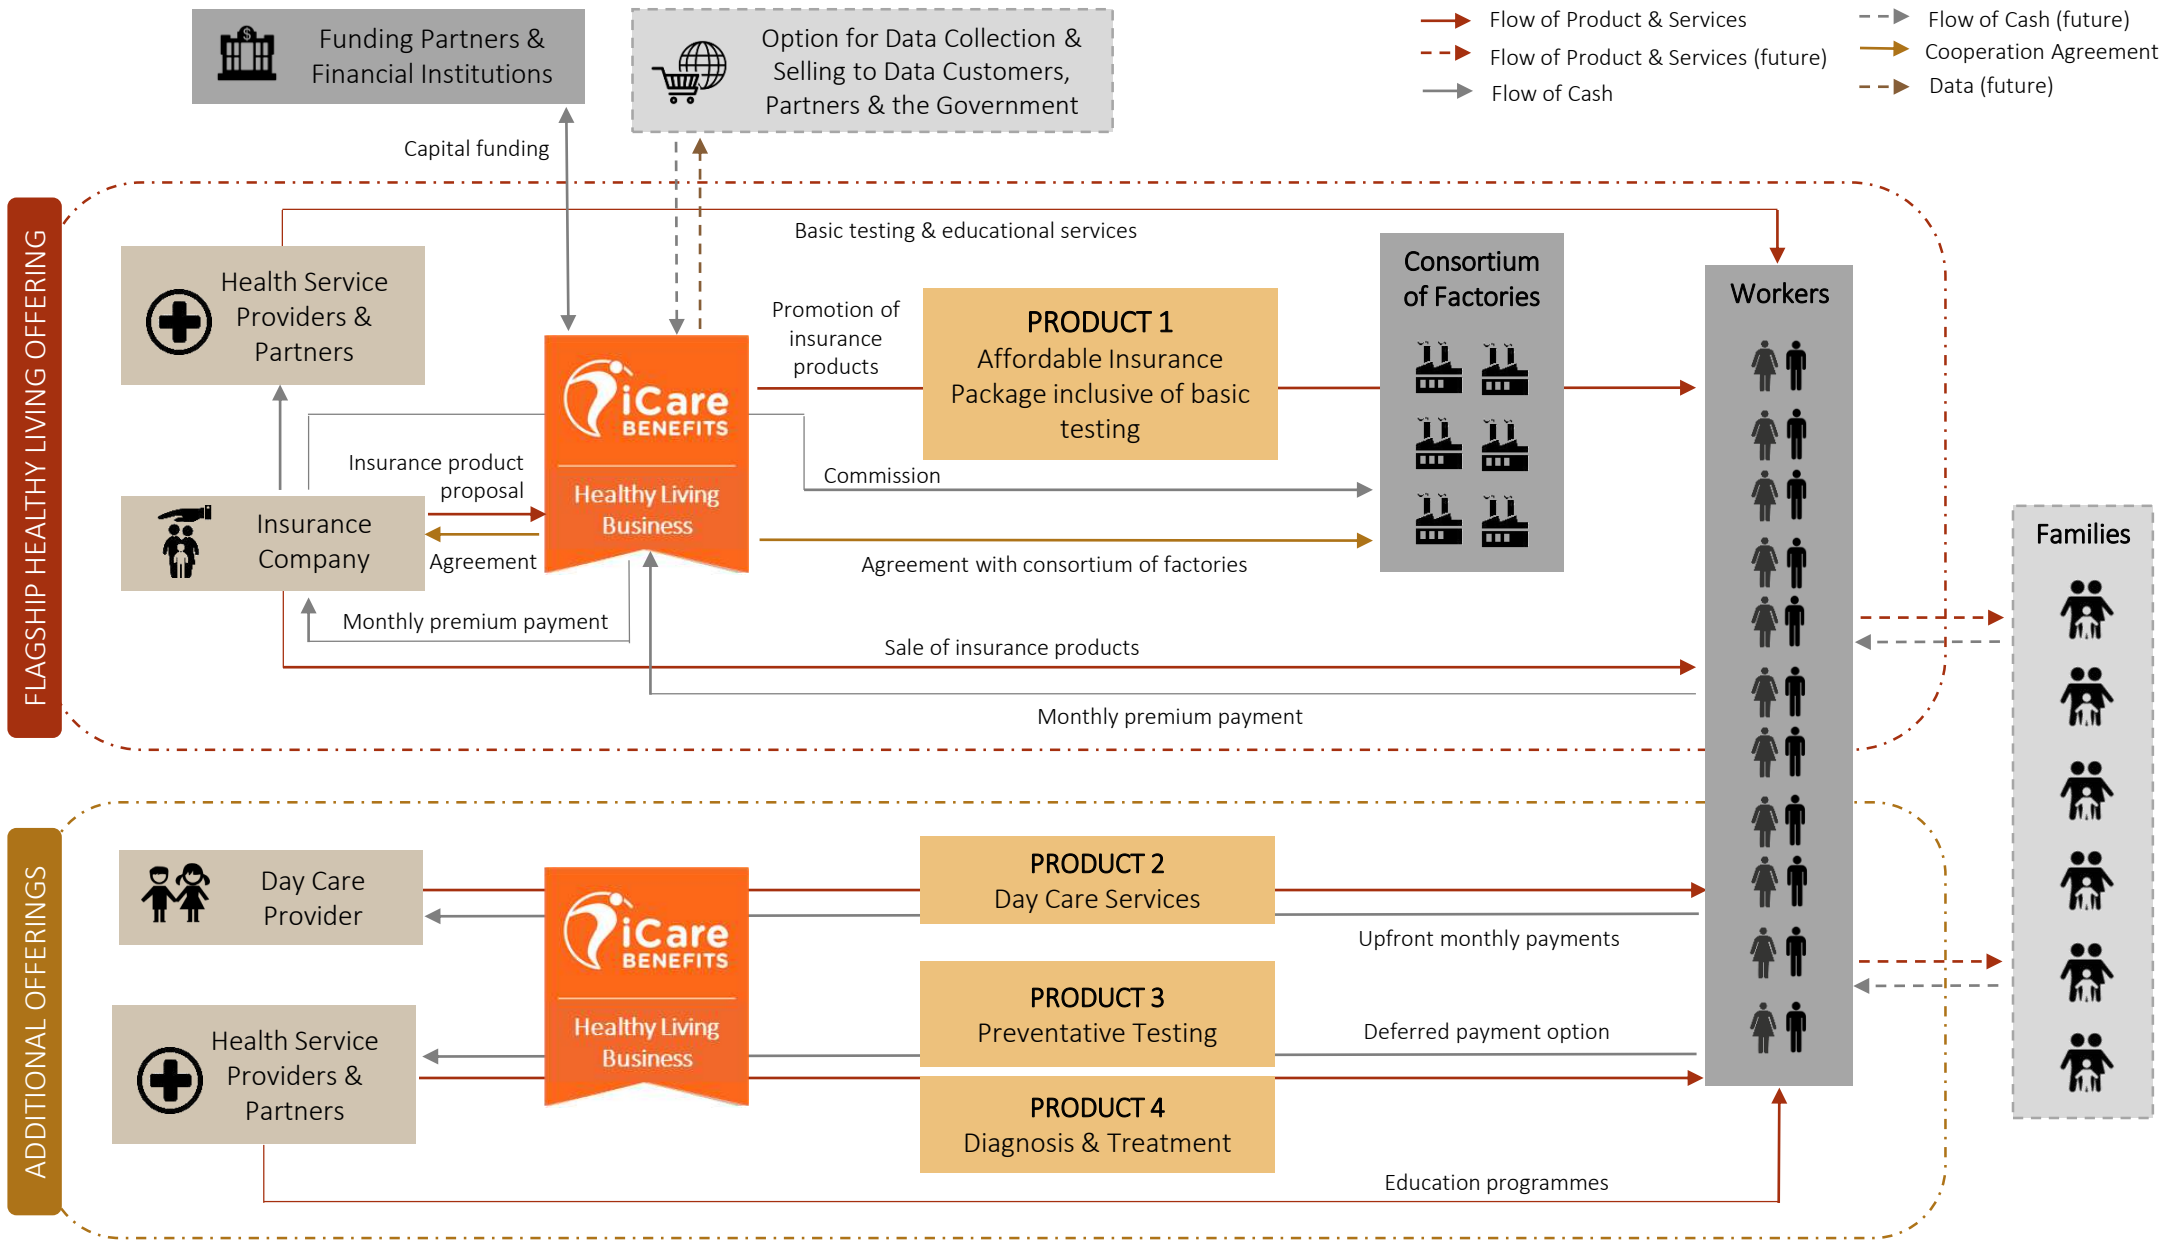 Funding Partners &
Financial Institutions
Option for Data Collection &
Selling to Data Customers,
Partners & the Government
Flow of Product & Services
Flow of Product & Services (future)
Flow of Cash
Flow of Cash (future)
Cooperation Agreement
Data (future)
Capital funding
FLAGSHIP HEALTHY LIVING OFFERING
Basic testing & educational services
Health Service
Providers &
Partners
Promotion of
insurance
products
PRODUCT 1
Affordable Insurance
Package inclusive of basic
testing
Consortium
of Factories
Workers
iCare
BENEFITS
Healthy Living
Business
Insurance product
proposal
Commission
Insurance
Company
Agreement
Agreement with consortium of factories
Families
Monthly premium payment
Sale of insurance products
Monthly premium payment
ADDITIONAL OFFERINGS
Day Care
Provider
iCare
BENEFITS
Healthy Living
Business
PRODUCT 2
Day Care Services
Upfront monthly payments
PRODUCT 3
Preventative Testing
Deferred payment option
Health Service
Providers &
Partners
PRODUCT 4
Diagnosis & Treatment
Education programmes